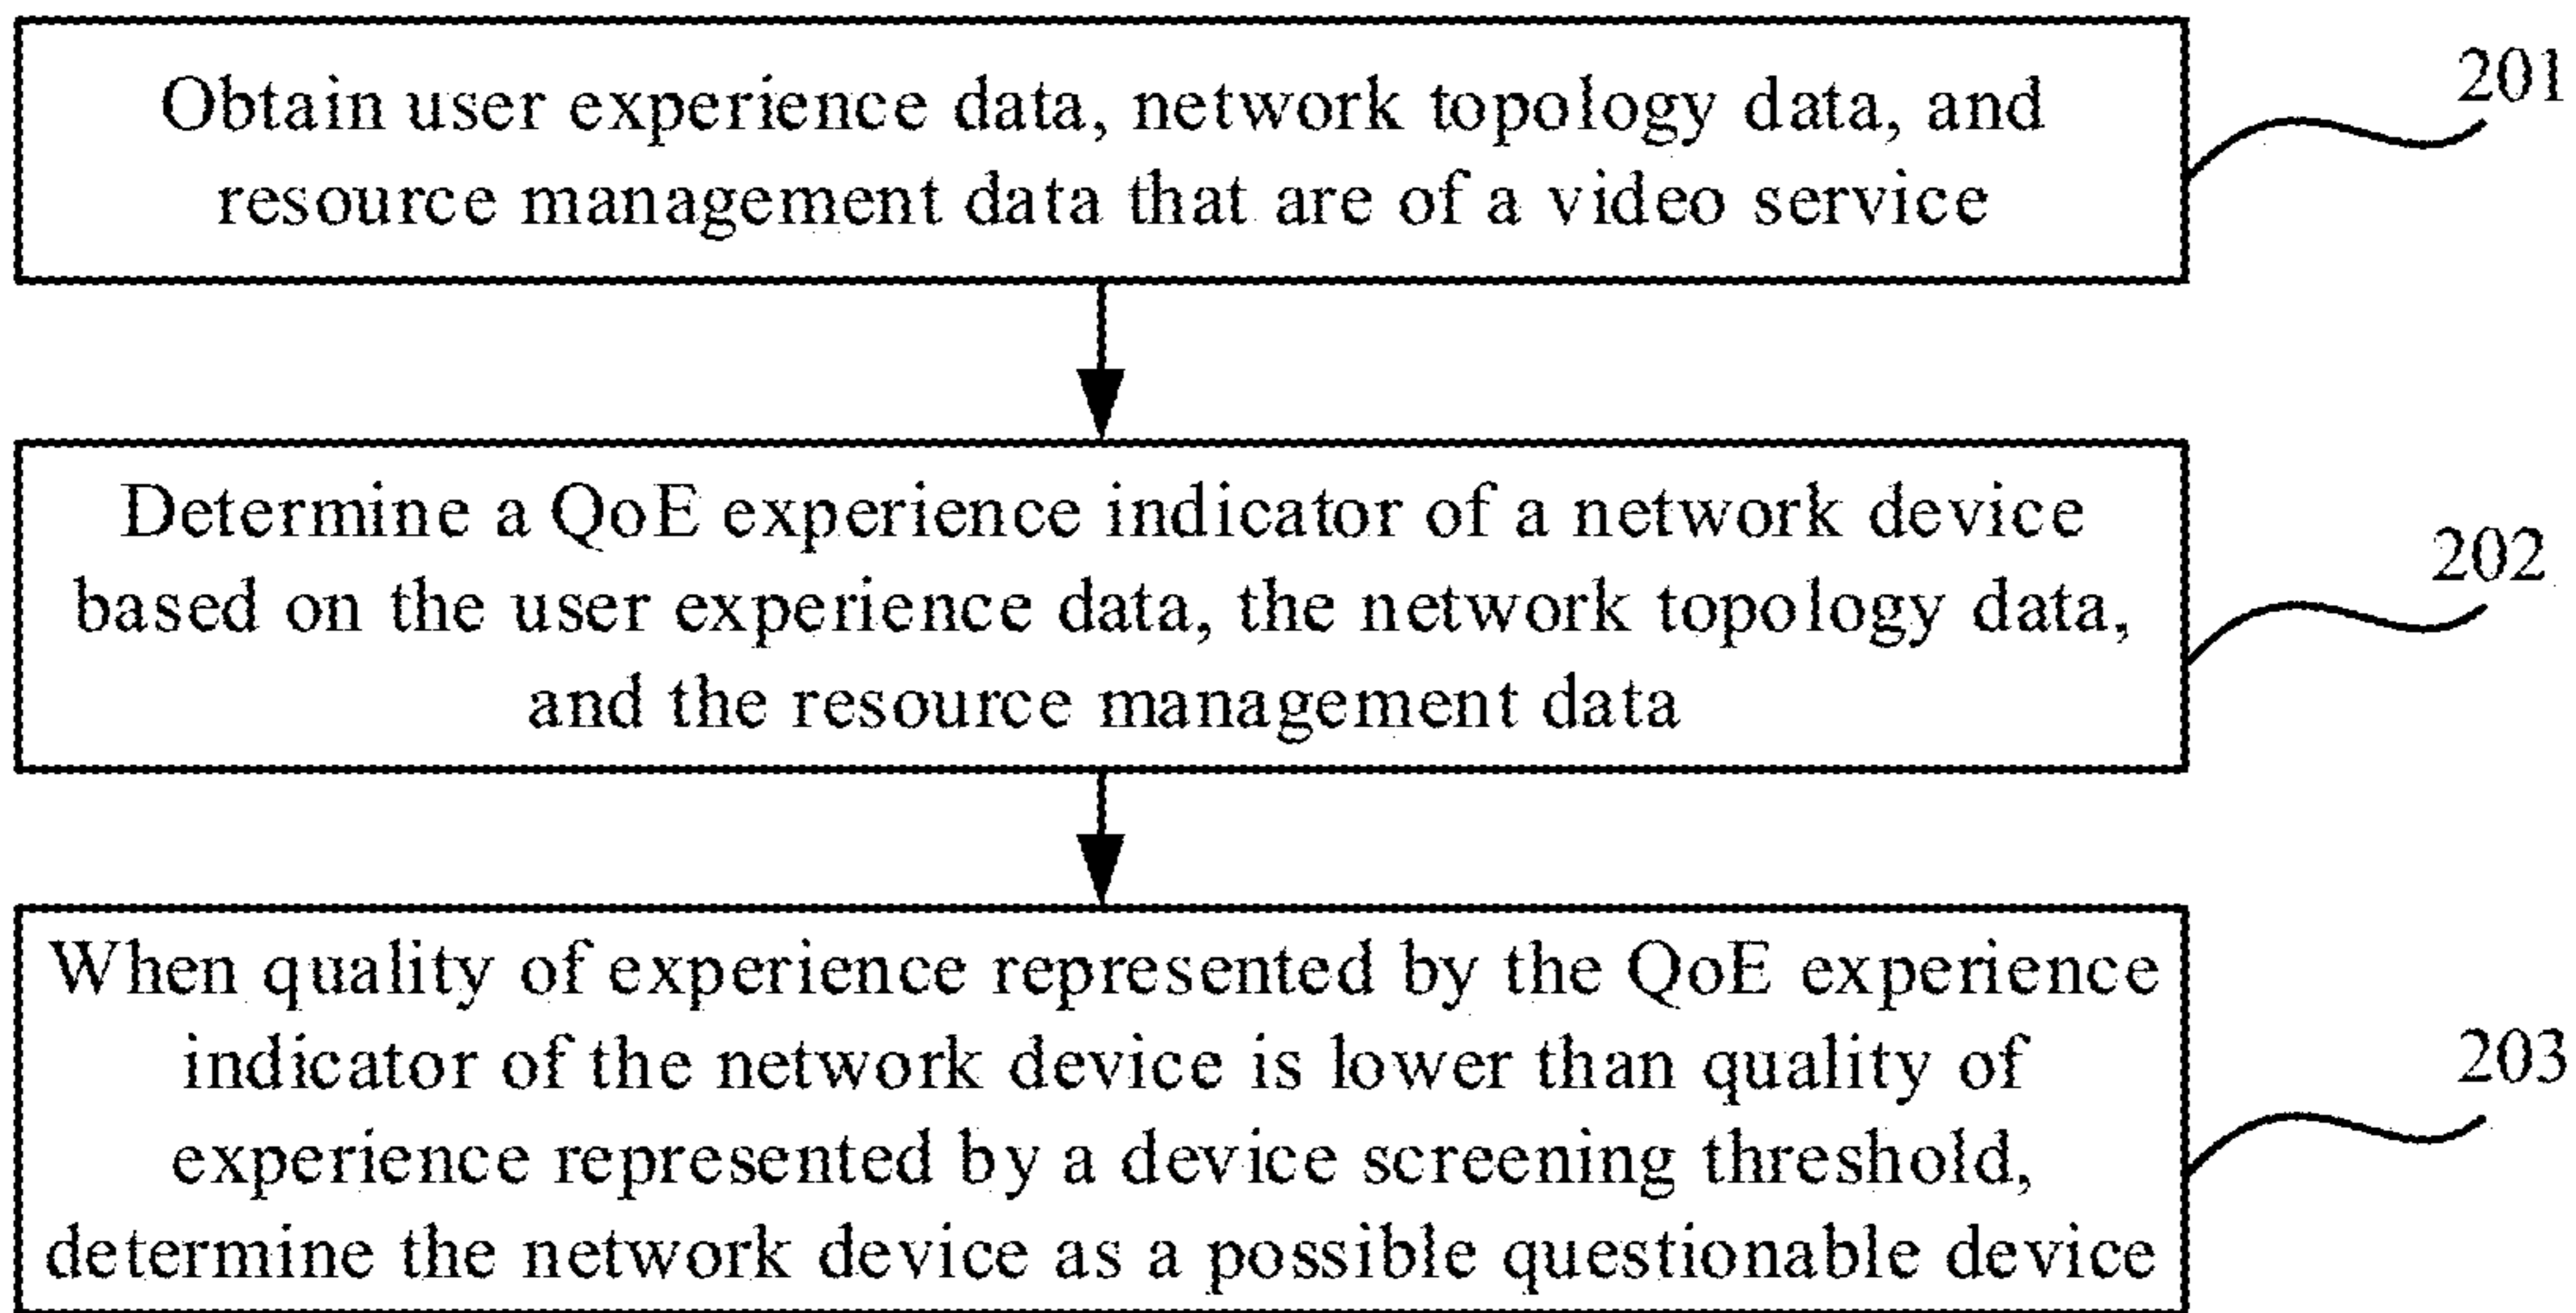 Obtain user experience data, network topology data, and
resource management data that are of a video service
201
Determine a QoE experience indicator of a network device
based on the user experience data, the network topology data,
and the resource management data
202
When quality of experience represented by the QoE experience
indicator of the network device is lower than quality of
experience represented by a device screening threshold,
determine the network device as a possible questionable device
203